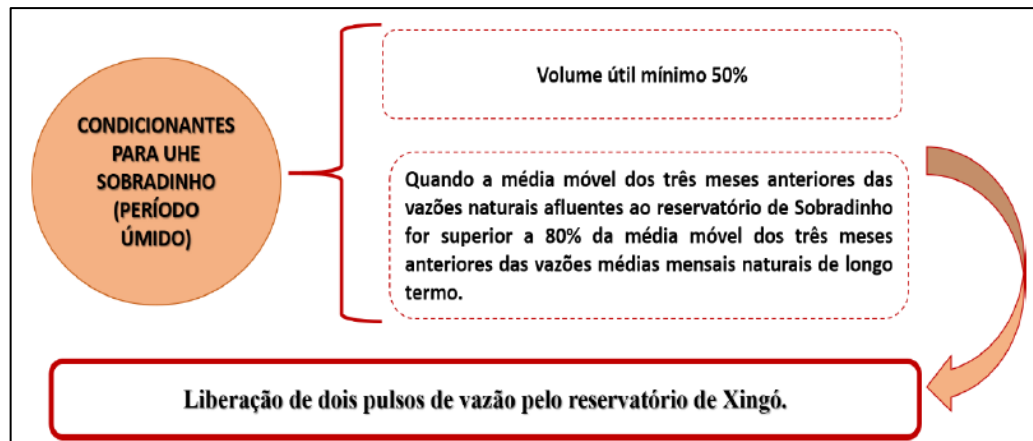 CONDICIONANTES
PARA UHE
SOBRADINHO
(PERÍODO
ÚMIDO)
Volume útil mínimo 50%
Quando a média móvel dos três meses anteriores das
vazões naturais afluentes ao reservatório de Sobradinho
for superior a 80% da média móvel dos três meses
anteriores das vazões médias mensais naturais de longo
termo.
Liberação de dois pulsos de vazão pelo reservatório de Xingó.